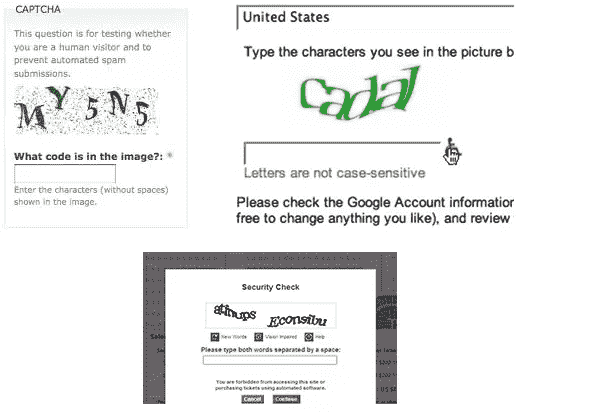 CAPTCHA
This question is for testing whether
you are a human visitor and to
prevent automated spam
submissions.
MY5N5
What code is in the image?: *
Enter the characters (without spaces)
shown in the image.
United States
Type the characters you see in the picture b
cadal
Letters are not case-sensitive
Please check the Google Account information
free to change anything you like), and review
Security Check
atinups Econsibu
New Words Vision Impaired Help
Please type both words separated by a space:
You are forbidden from accessing this site or
purchasing tickets using automated software.
Cancel Continue